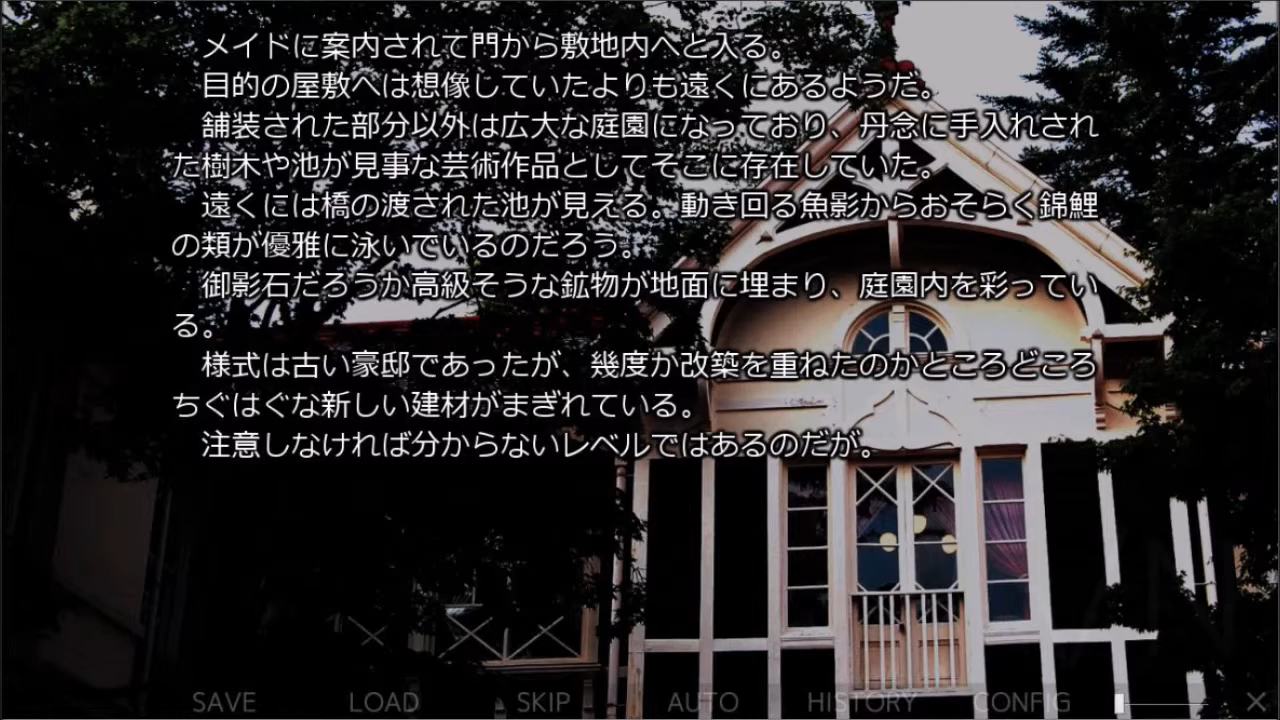 メイドに案内されて門から敷地内へと入る。
目的の屋敷へは想像していたよりも遠くにあるようだ。
舗装された部分以外は広大な庭園になっており、丹念に手入れされ
た樹木や池が見事な芸術作品としてそこに存在していた。
遠くには橋の渡された池が見える。動き回る魚影からおそらく錦鯉
の類が優雅に泳いでいるのだろう。
御影石だろうか高級そうな鉱物が地面に埋まり、庭園内を彩ってい
る。
様式は古い豪邸であったが、幾度か改築を重ねたのかところどころ
ちぐはぐな新しい建材がまぎれている。
注意しなければ分からないレベルではあるのだが。
SAVE LOAD SKIP AUTO HISTORY CONFIG